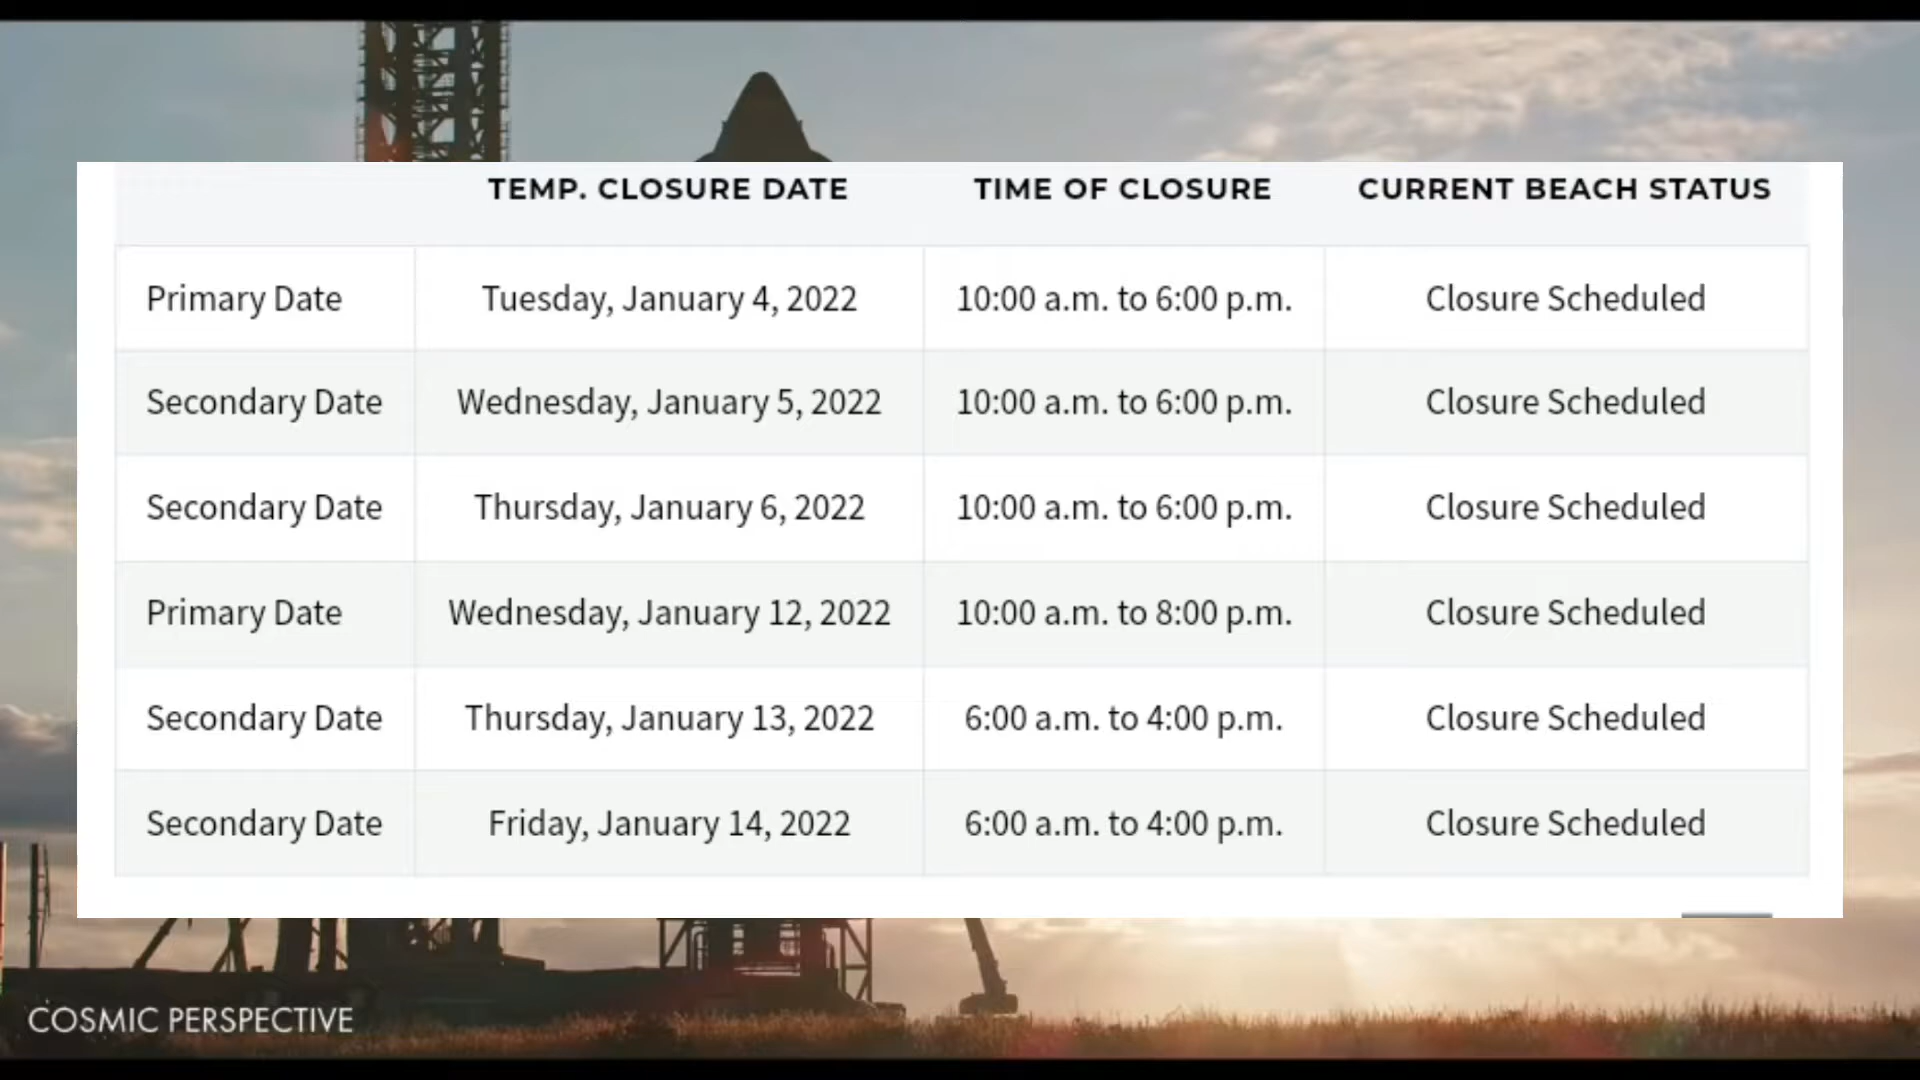 TEMP. CLOSURE DATE TIME OF CLOSURE CURRENT BEACH STATUS
Primary Date Tuesday, January 4, 2022 10:00 a.m. to 6:00 p.m. Closure Scheduled
Secondary Date Wednesday, January 5, 2022 10:00 a.m. to 6:00 p.m. Closure Scheduled
Secondary Date Thursday, January 6, 2022 10:00 a.m. to 6:00 p.m. Closure Scheduled
Primary Date Wednesday, January 12, 2022 10:00 a.m. to 8:00 p.m. Closure Scheduled
Secondary Date Thursday, January 13, 2022 6:00 a.m. to 4:00 p.m. Closure Scheduled
Secondary Date Friday, January 14, 2022 6:00 a.m. to 4:00 p.m. Closure Scheduled
COSMIC PERSPECTIVE